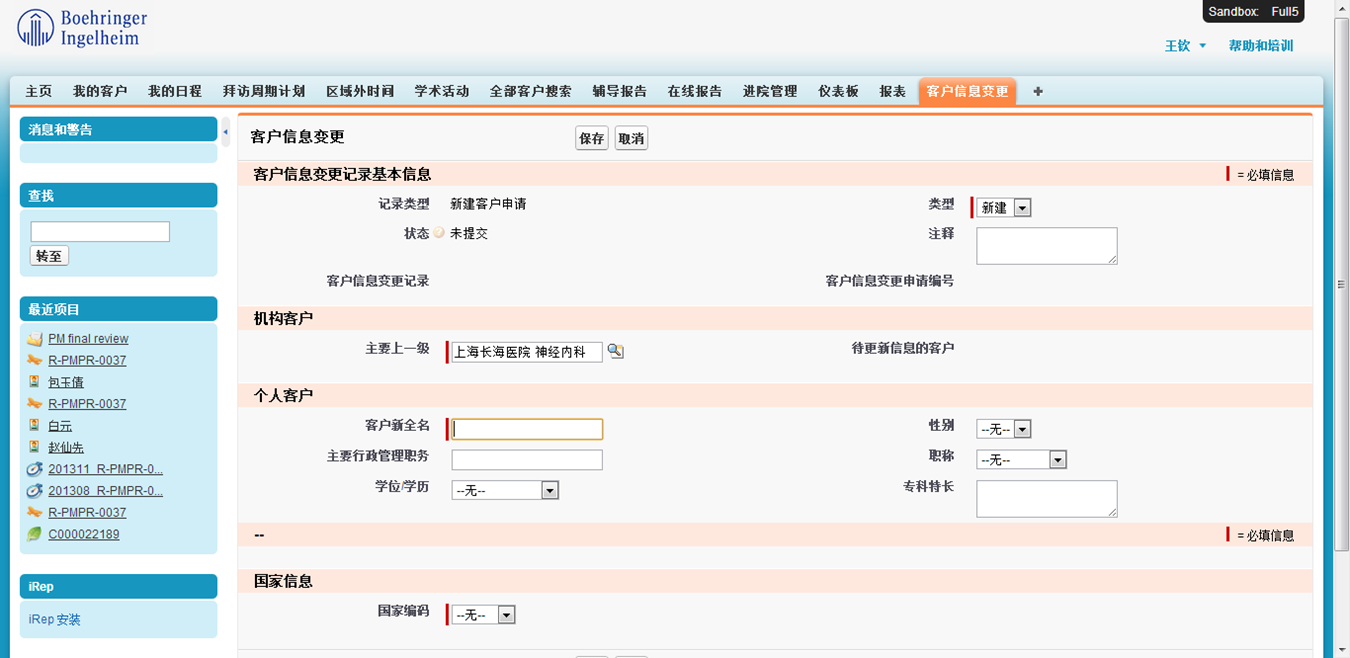 Boehringer
Ingelheim
Sandbox: Full5
王钦 帮助和培训
主页 我的客户 我的日程 拜访周期计划 区域外时间 学术活动 全部客户搜索 辅导报告 在线报告 进院管理 仪表板 报表 客户信息变更 +
消息和警告
查找
转至
最近项目
PM final review
R-PMPR-0037
包玉倩
R-PMPR-0037
白元
赵仙先
201311_R-PMPR-0...
201308_R-PMPR-0...
R-PMPR-0037
C000022189
iRep
iRep 安装
客户信息变更 保存 取消
客户信息变更记录基本信息 = 必填信息
记录类型 新建客户申请 类型 新建
状态 未提交 注释
客户信息变更记录 客户信息变更申请编号
机构客户
主要上一级 上海长海医院 神经内科 待更新信息的客户
个人客户
客户新全名 性别 --无--
主要行政管理职务 职称 --无--
学位/学历 --无-- 专科特长
-- = 必填信息
国家信息
国家编码 --无--